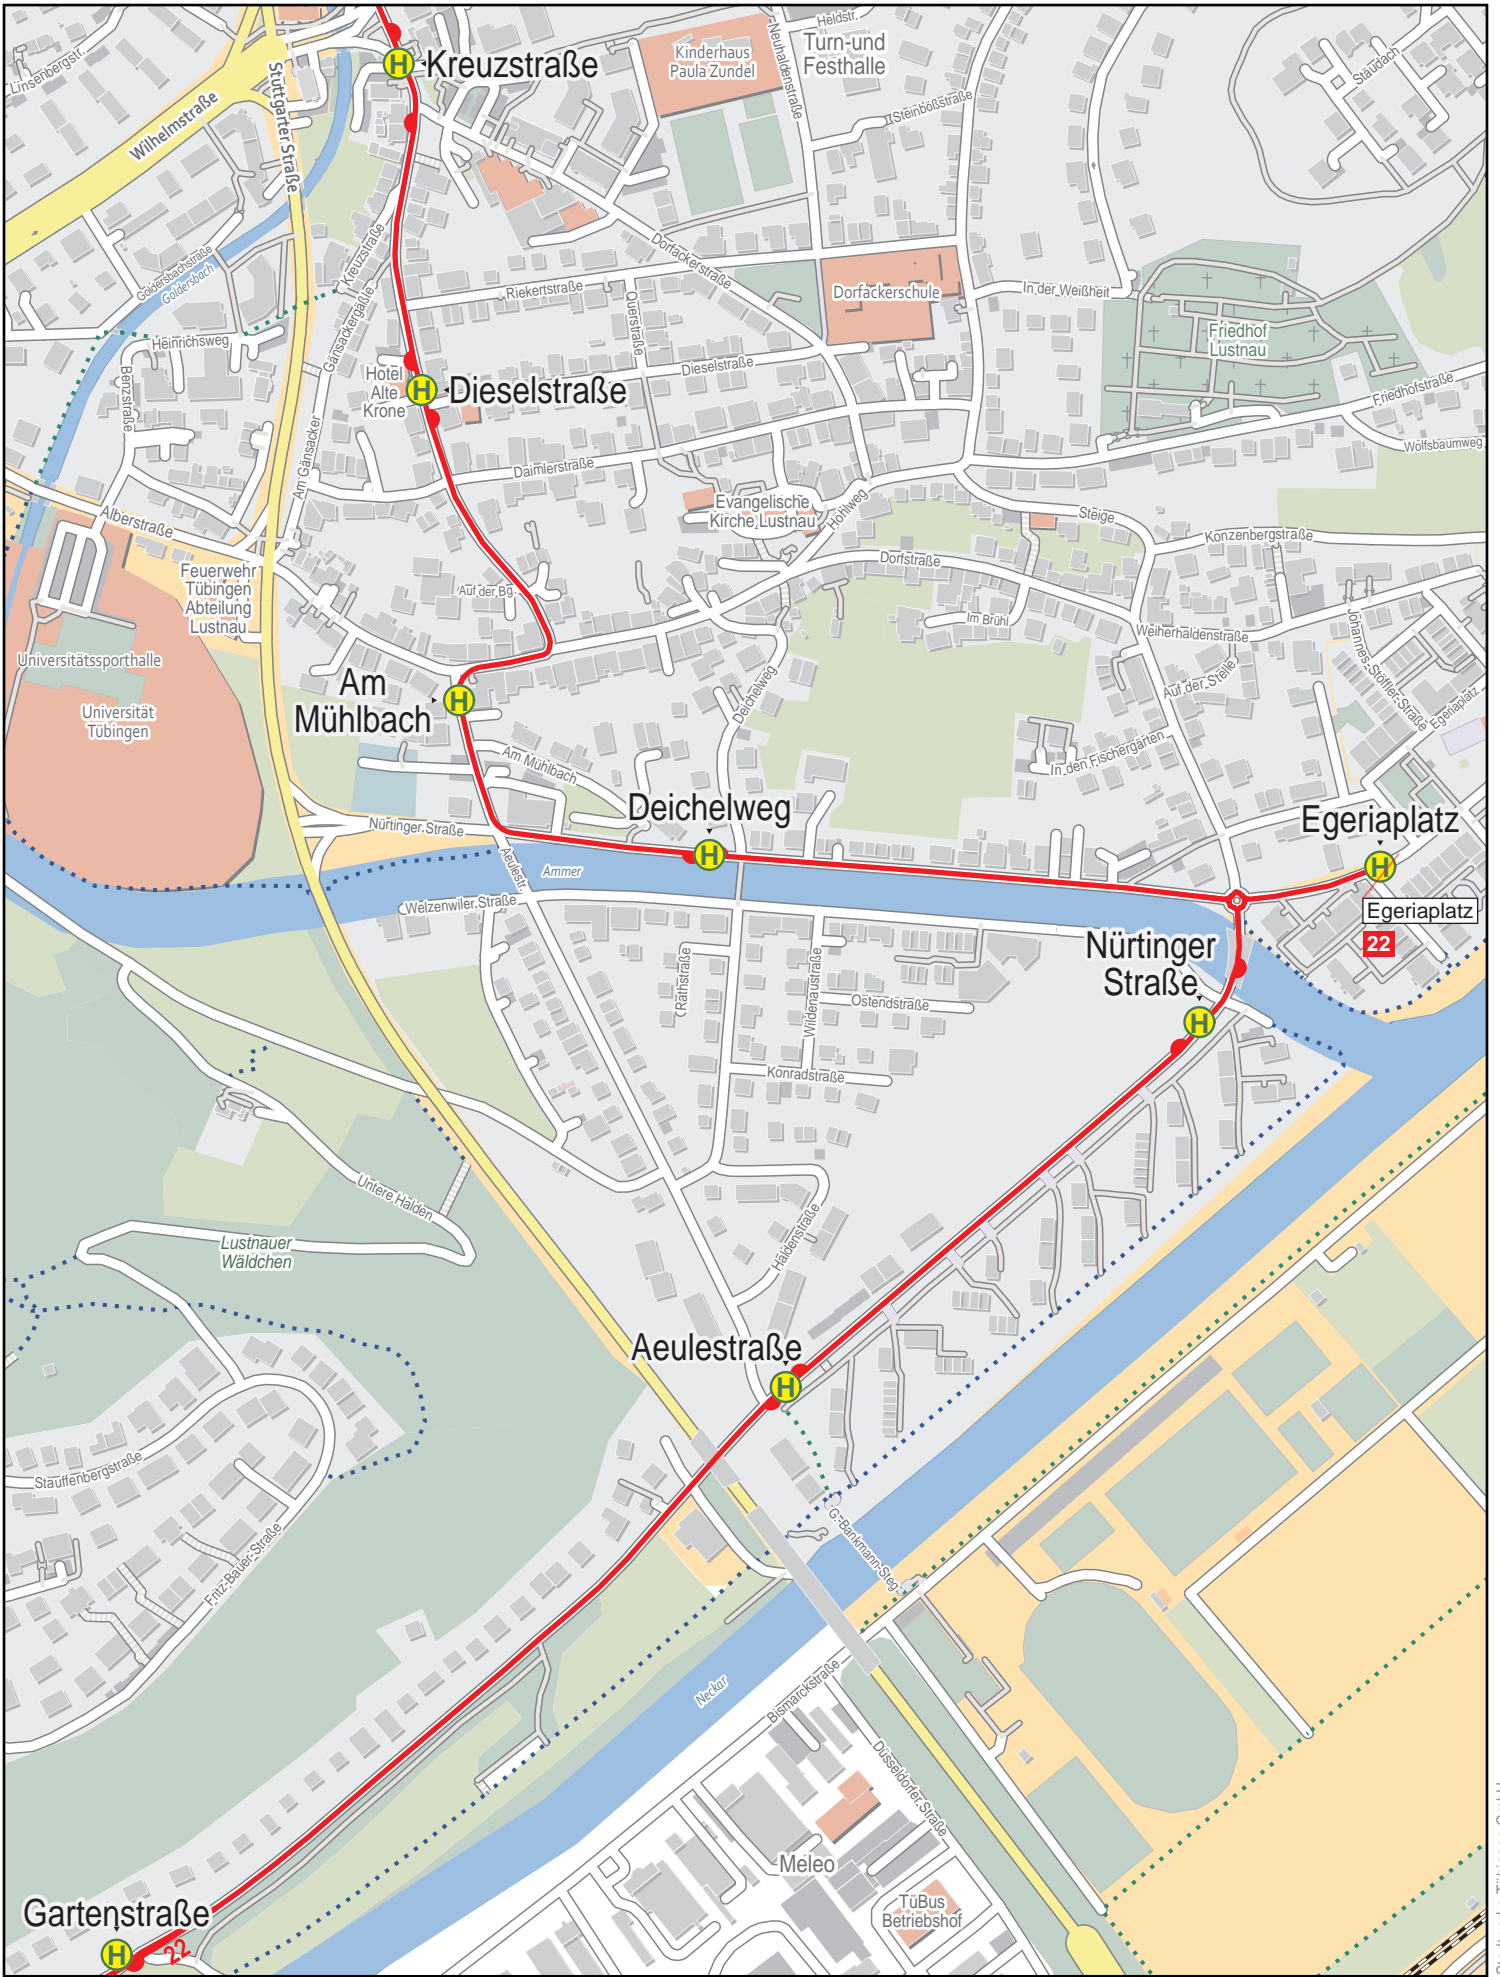 Linsenbergstr.
Wilhelmstraße
Stuttgarter Straße
Kreuzstraße
Kinderhaus
Paula Zundel
Neuhaldenstraße
Heldstr.
Turn-und
Festhalle
Steinbößstraße
Staudach
Goldersbachstraße
Goldersbach
Kreuzstraße
Gänsackergäßle
Dorfackerstraße
Riekertstraße
Querstraße
Dorfackerschule
In der Weißheit
Friedhof
Lustnau
Heinrichsweg
Benzstraße
Hotel
Alte
Krone
Dieselstraße
Dieselstraße
Friedhofstraße
Wolfsbaumweg
Am Gänsacker
Daimlerstraße
Evangelische
Kirche Lustnau
Hohlweg
Steige
Konzenbergstraße
Alberstraße
Feuerwehr
Tübingen
Abteilung
Lustnau
Auf der Bg.
Dorfstraße
Im Brühl
Weiherhaldenstraße
Johannes-Stöffler-Straße
Universitätssporthalle
Universität
Tübingen
Am
Mühlbach
Deichelweg
Auf der Stelle
Egeriaplatz
Am Mühlbach
In den Fischergärten
Deichelweg
Egeriaplatz
Nürtinger Straße
Aeulestr.
Ammer
Welzenwiler Straße
Egeriaplatz
22
Nürtinger
Straße
Räthstraße
Wildenaustraße
Ostendstraße
Konradstraße
Untere Halden
Lustnauer
Wäldchen
Haldenstraße
Aeulestraße
Stauffenbergstraße
Fritz-Bauer-Straße
G.-Bankmann-Steg
Neckar
Bismarckstraße
Düsseldorfer Straße
Meleo
TüBus
Betriebshof
Gartenstraße
22
H
H
H
H
H
H
H
H